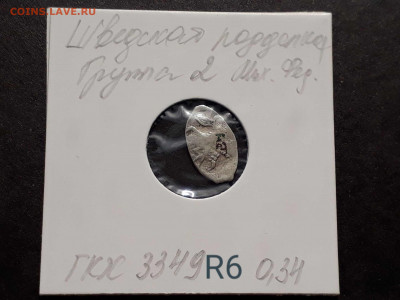 COINS.LAVE.RU
Шведская подделка
Группа 2 Мих. Фед.
ГКХ 3349 R6 0,34